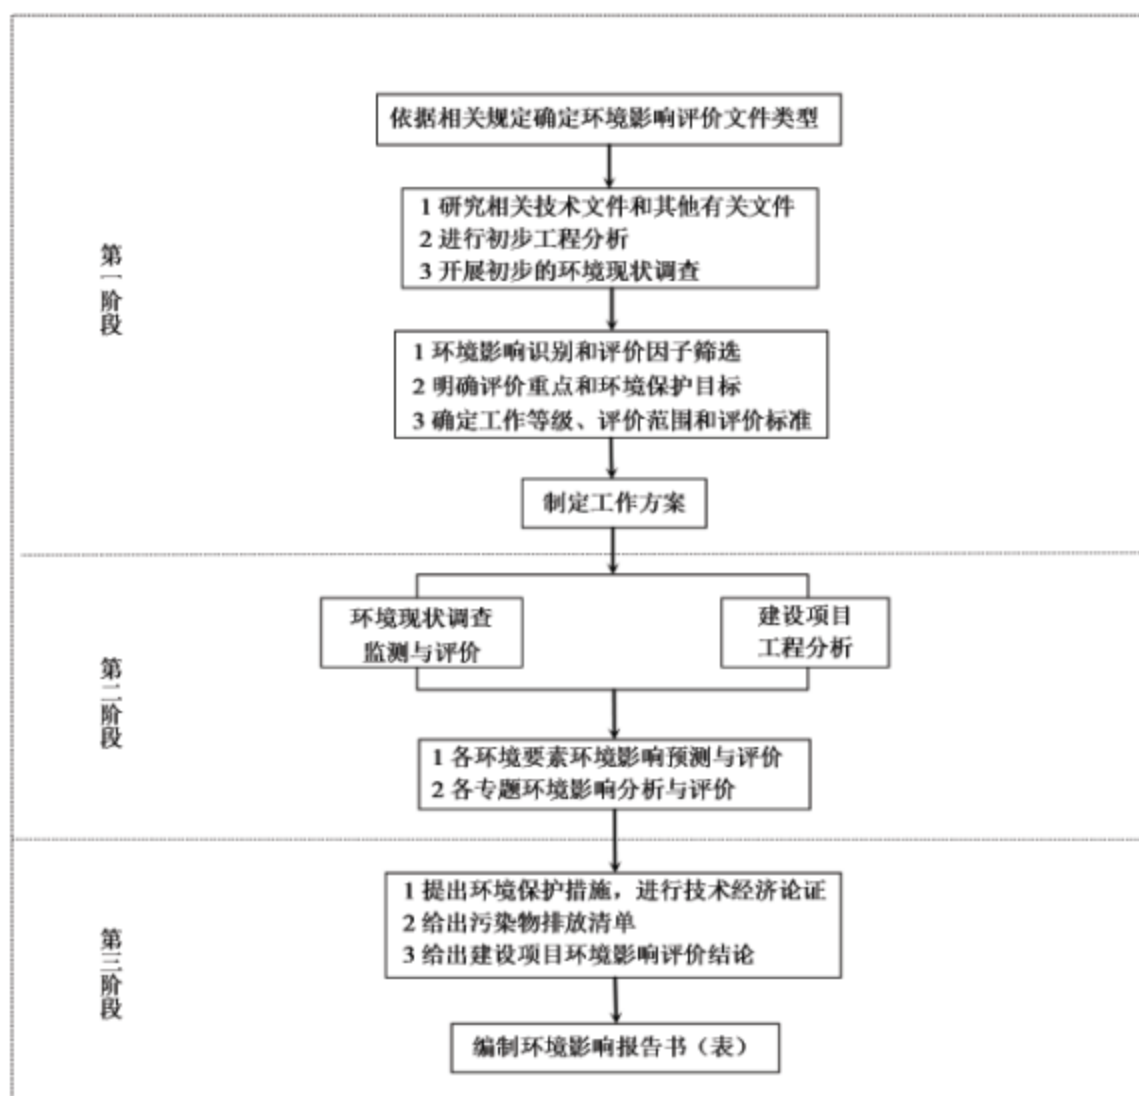 依据相关规定确定环境影响评价文件类型
1 研究相关技术文件和其他有关文件
2 进行初步工程分析
3 开展初步的环境现状调查
第一阶段
1 环境影响识别和评价因子筛选
2 明确评价重点和环境保护目标
3 确定工作等级、评价范围和评价标准
制定工作方案
环境现状调查
监测与评价
建设项目
工程分析
第二阶段
1 各环境要素环境影响预测与评价
2 各专题环境影响分析与评价
1 提出环境保护措施，进行技术经济论证
2 给出污染物排放清单
3 给出建设项目环境影响评价结论
第三阶段
编制环境影响报告书（表）